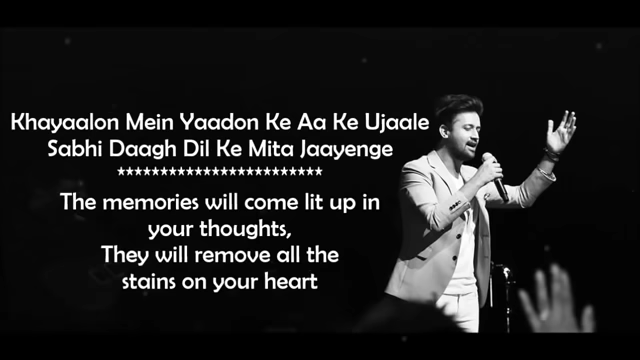 Khayaalon Mein Yaadon Ke Aa Ke Ujaale
Sabhi Daagh Dil Ke Mita Jaayenge
************************
The memories will come lit up in
your thoughts,
They will remove all the
stains on your heart